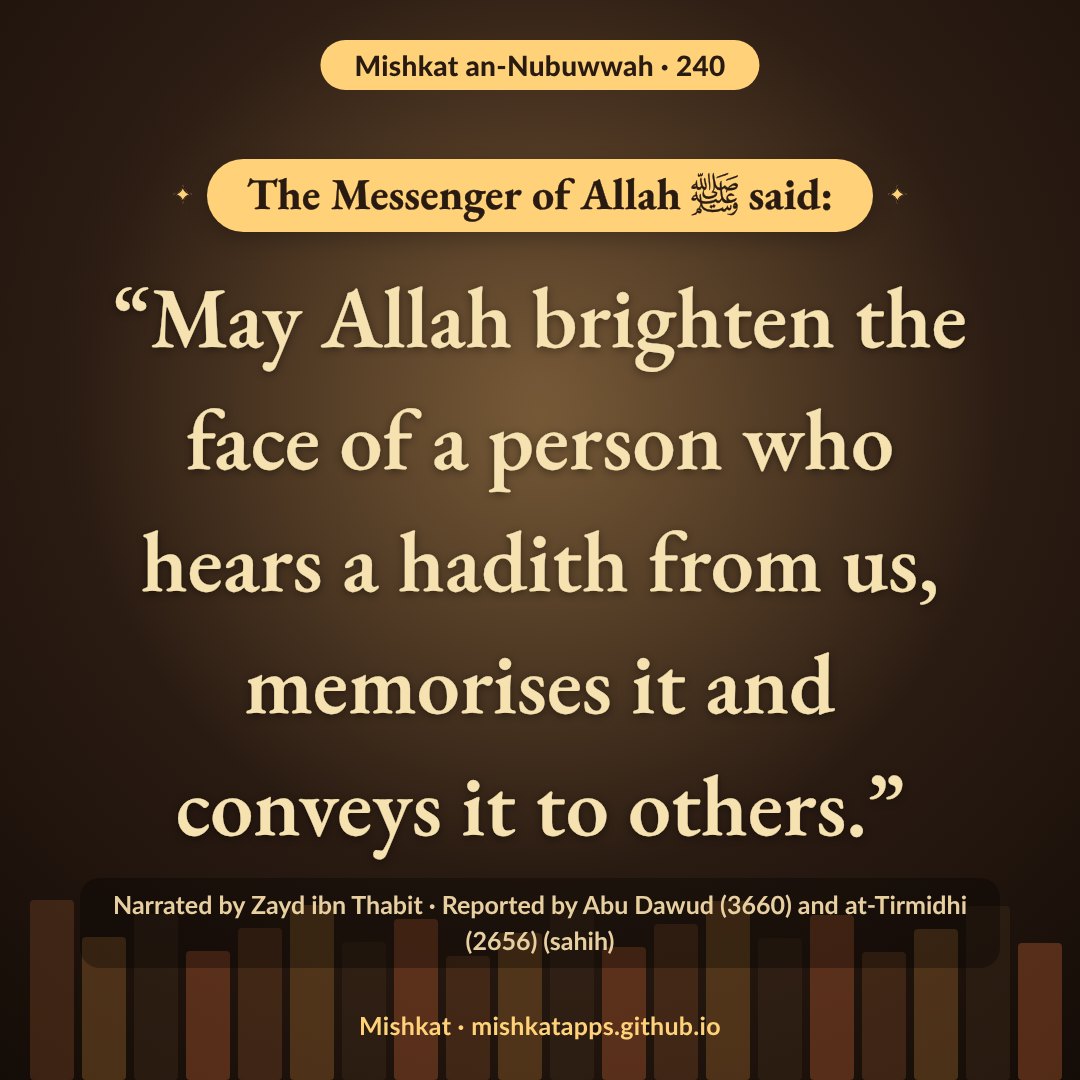 Mishkat an-Nubuwwah · 240
The Messenger of Allah ﷺ said:
“May Allah brighten the
face of a person who
hears a hadith from us,
memorises it and
conveys it to others.”
Narrated by Zayd ibn Thabit · Reported by Abu Dawud (3660) and at-Tirmidhi
(2656) (sahih)
Mishkat · mishkatapps.github.io